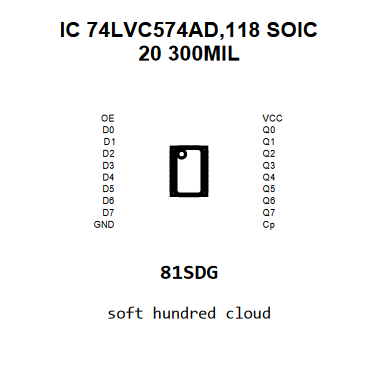 IC 74LVC574AD,118 SOIC
20 300MIL
OE VCC
D0 Q0
D1 Q1
D2 Q2
D3 Q3
D4 Q4
D5 Q5
D6 Q6
D7 Q7
GND Cp
81SDG
soft hundred cloud